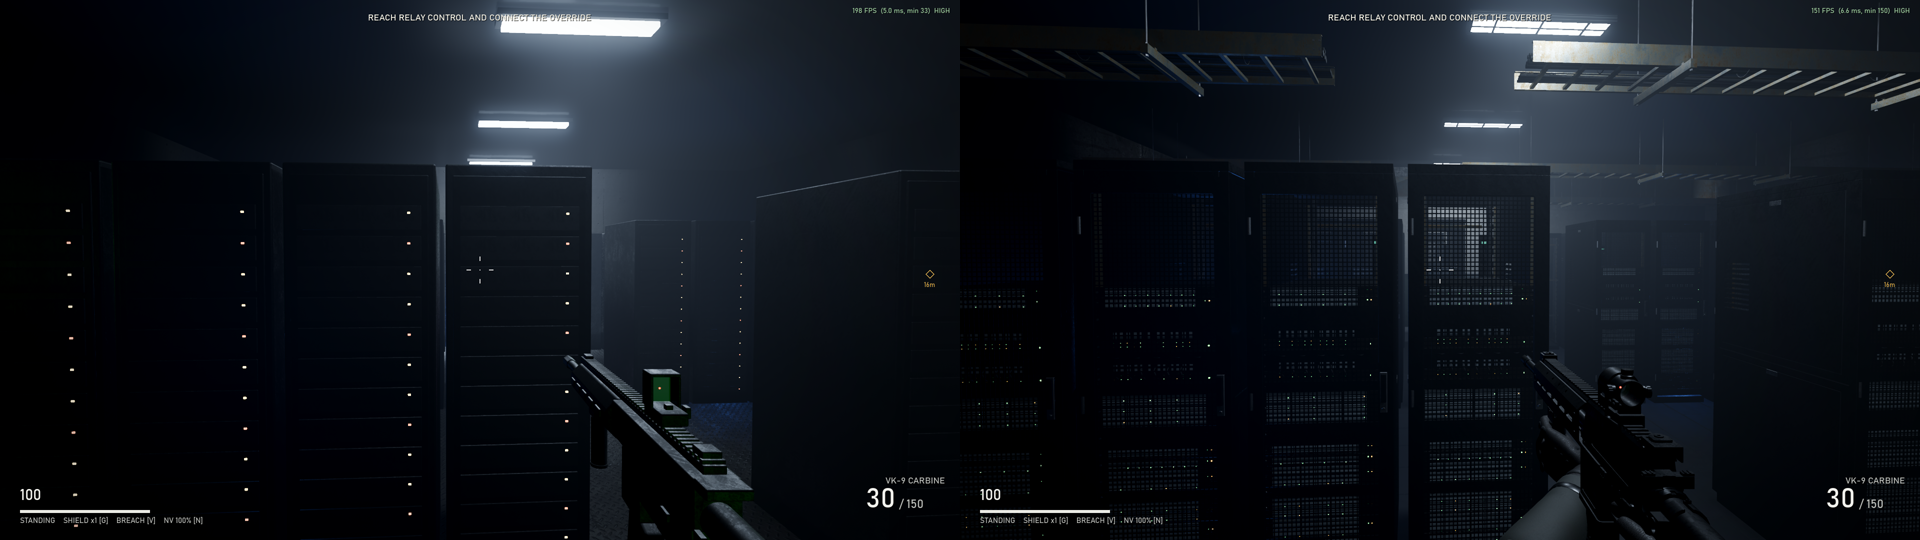 REACH RELAY CONTROL AND CONNECT THE OVERRIDE
198 FPS (5.0 ms, min 33) HIGH
16m
100
STANDING SHIELD x1 [G] BREACH [V] NV 100% [N]
VK-9 CARBINE
30 / 150
REACH RELAY CONTROL AND CONNECT THE OVERRIDE
151 FPS (6.6 ms, min 150) HIGH
16m
100
STANDING SHIELD x1 [G] BREACH [V] NV 100% [N]
VK-9 CARBINE
30 / 150